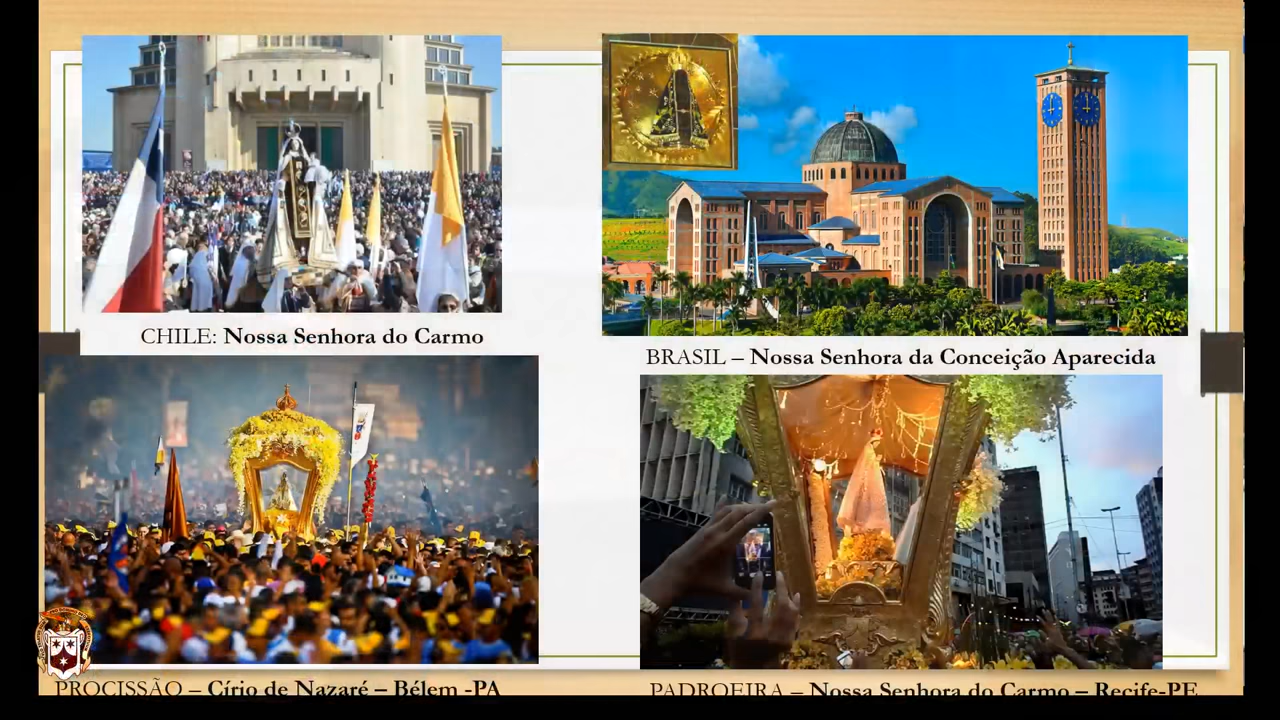 CHILE: Nossa Senhora do Carmo
BRASIL – Nossa Senhora da Conceição Aparecida
PROCISSÃO – Círio de Nazaré – Bélem -PA
PADROEIRA – Nossa Senhora do Carmo – Recife-PE